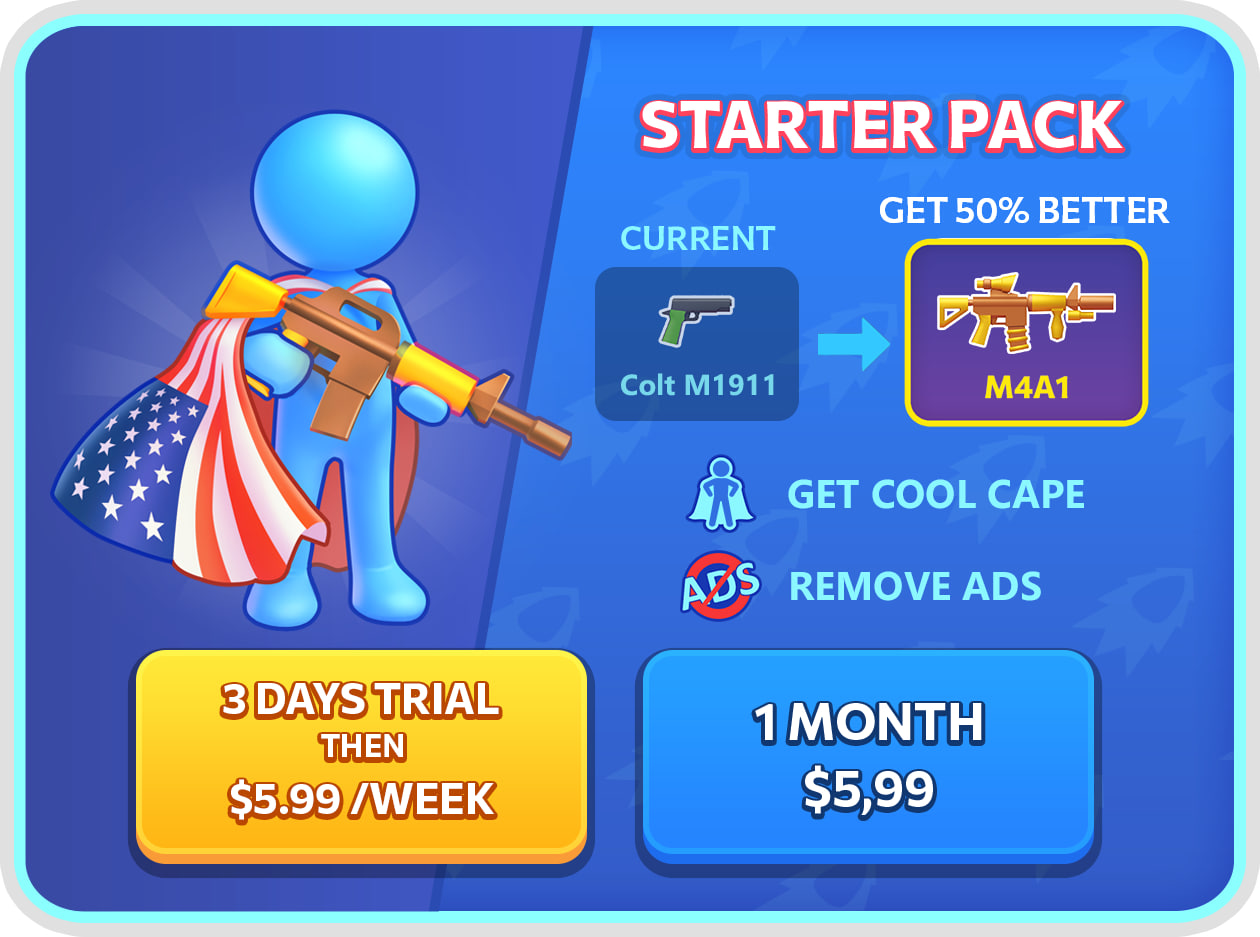 STARTER PACK
GET 50% BETTER
CURRENT
Colt M1911
M4A1
GET COOL CAPE
ADS
REMOVE ADS
3 DAYS TRIAL
THEN
$5.99 /WEEK
1 MONTH
$5,99